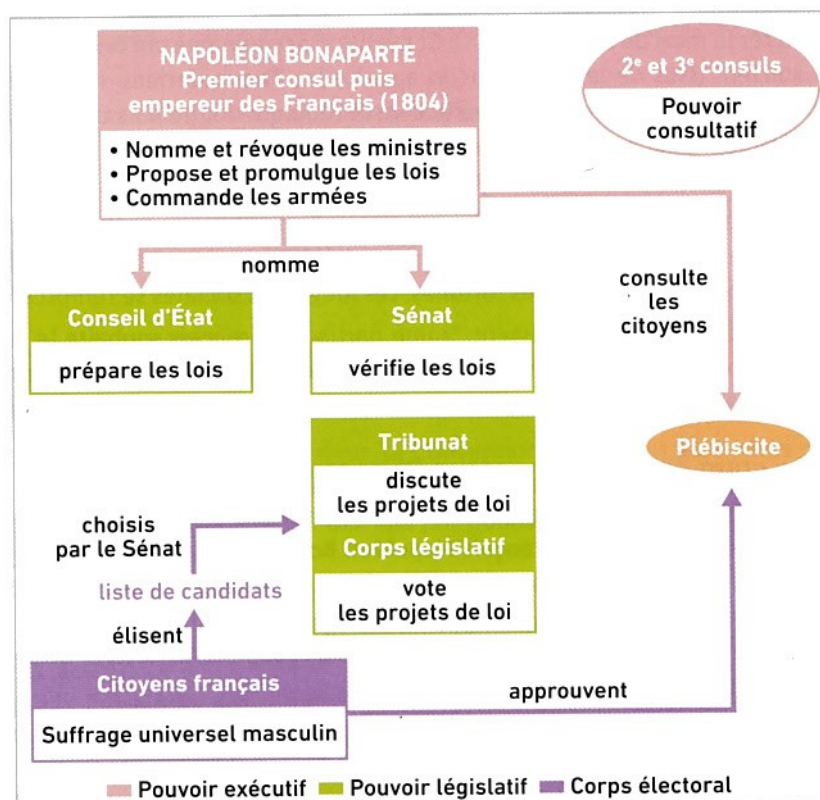 NAPOLÉON BONAPARTE
Premier consul puis
empereur des Français (1804)
• Nomme et révoque les ministres
• Propose et promulgue les lois
• Commande les armées
2e et 3e consuls
Pouvoir
consultatif
nomme
consulte
les
citoyens
Conseil d'État
prépare les lois
Sénat
vérifie les lois
Tribunat
discute
les projets de loi
Corps législatif
vote
les projets de loi
Plébiscite
choisis
par le Sénat
liste de candidats
élisent
Citoyens français
Suffrage universel masculin
approuvent
Pouvoir exécutif
Pouvoir législatif
Corps électoral